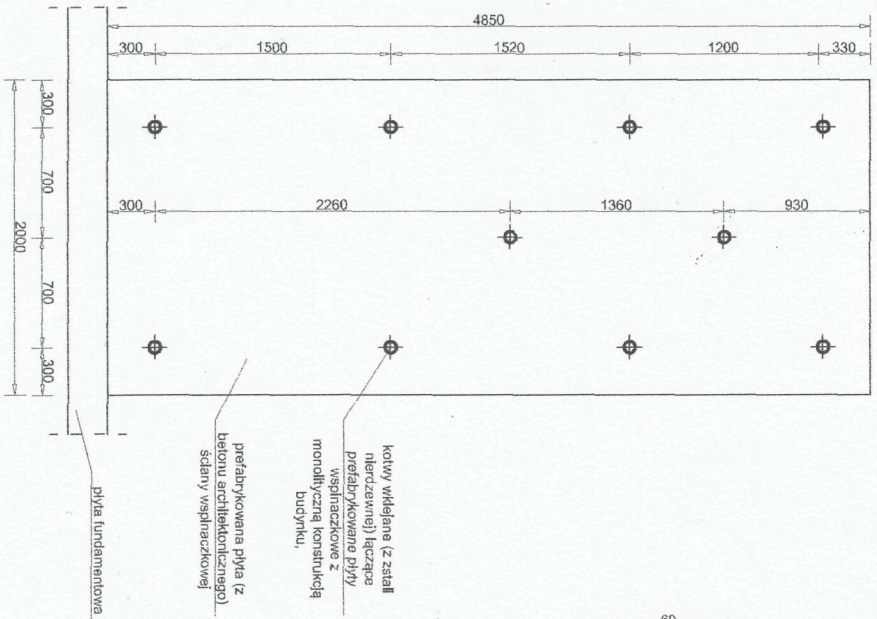 4850
300
1500
1520
1200
330
300
700
700
300
2000
300
2260
1360
930
kotwy wklejane (z zstali
nierdzewnej) łączące
prefabrykowane płyty
wspinaczkowe z
monolityczną konstrukcją
budynku,
prefabrykowana płyta (z
betonu architektonicznego)
ściany wspinaczkowej
płyta fundamentowa